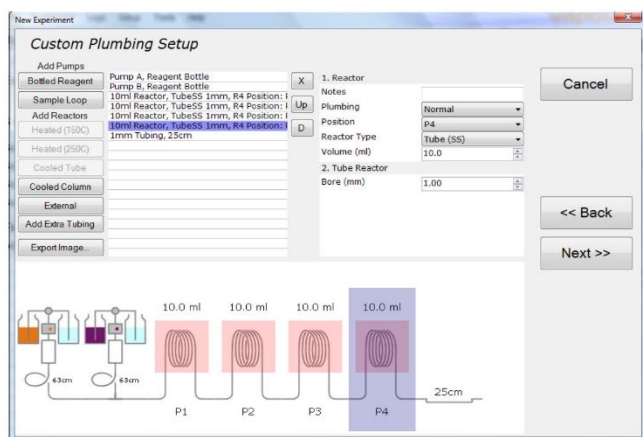 New Experiment
Custom Plumbing Setup
Add Pumps
Bottled Reagent
Sample Loop
Add Reactors
Heated (150C)
Heated (250C)
Cooled Tube
Cooled Column
External
Add Extra Tubing
Export Image...
Pump A, Reagent Bottle
Pump B, Reagent Bottle
10ml Reactor, TubeSS 1mm, R4 Position:
10ml Reactor, TubeSS 1mm, R4 Position:
10ml Reactor, TubeSS 1mm, R4 Position:
10ml Reactor, TubeSS 1mm, R4 Position:
1mm Tubing, 25cm
X
Up
D
1. Reactor
Notes
Plumbing Normal
Position P4
Reactor Type Tube (SS)
Volume (ml) 10.0
2. Tube Reactor
Bore (mm) 1.00
Cancel
<< Back
Next >>
10.0 ml 10.0 ml 10.0 ml 10.0 ml
63cm 63cm
25cm
P1 P2 P3 P4